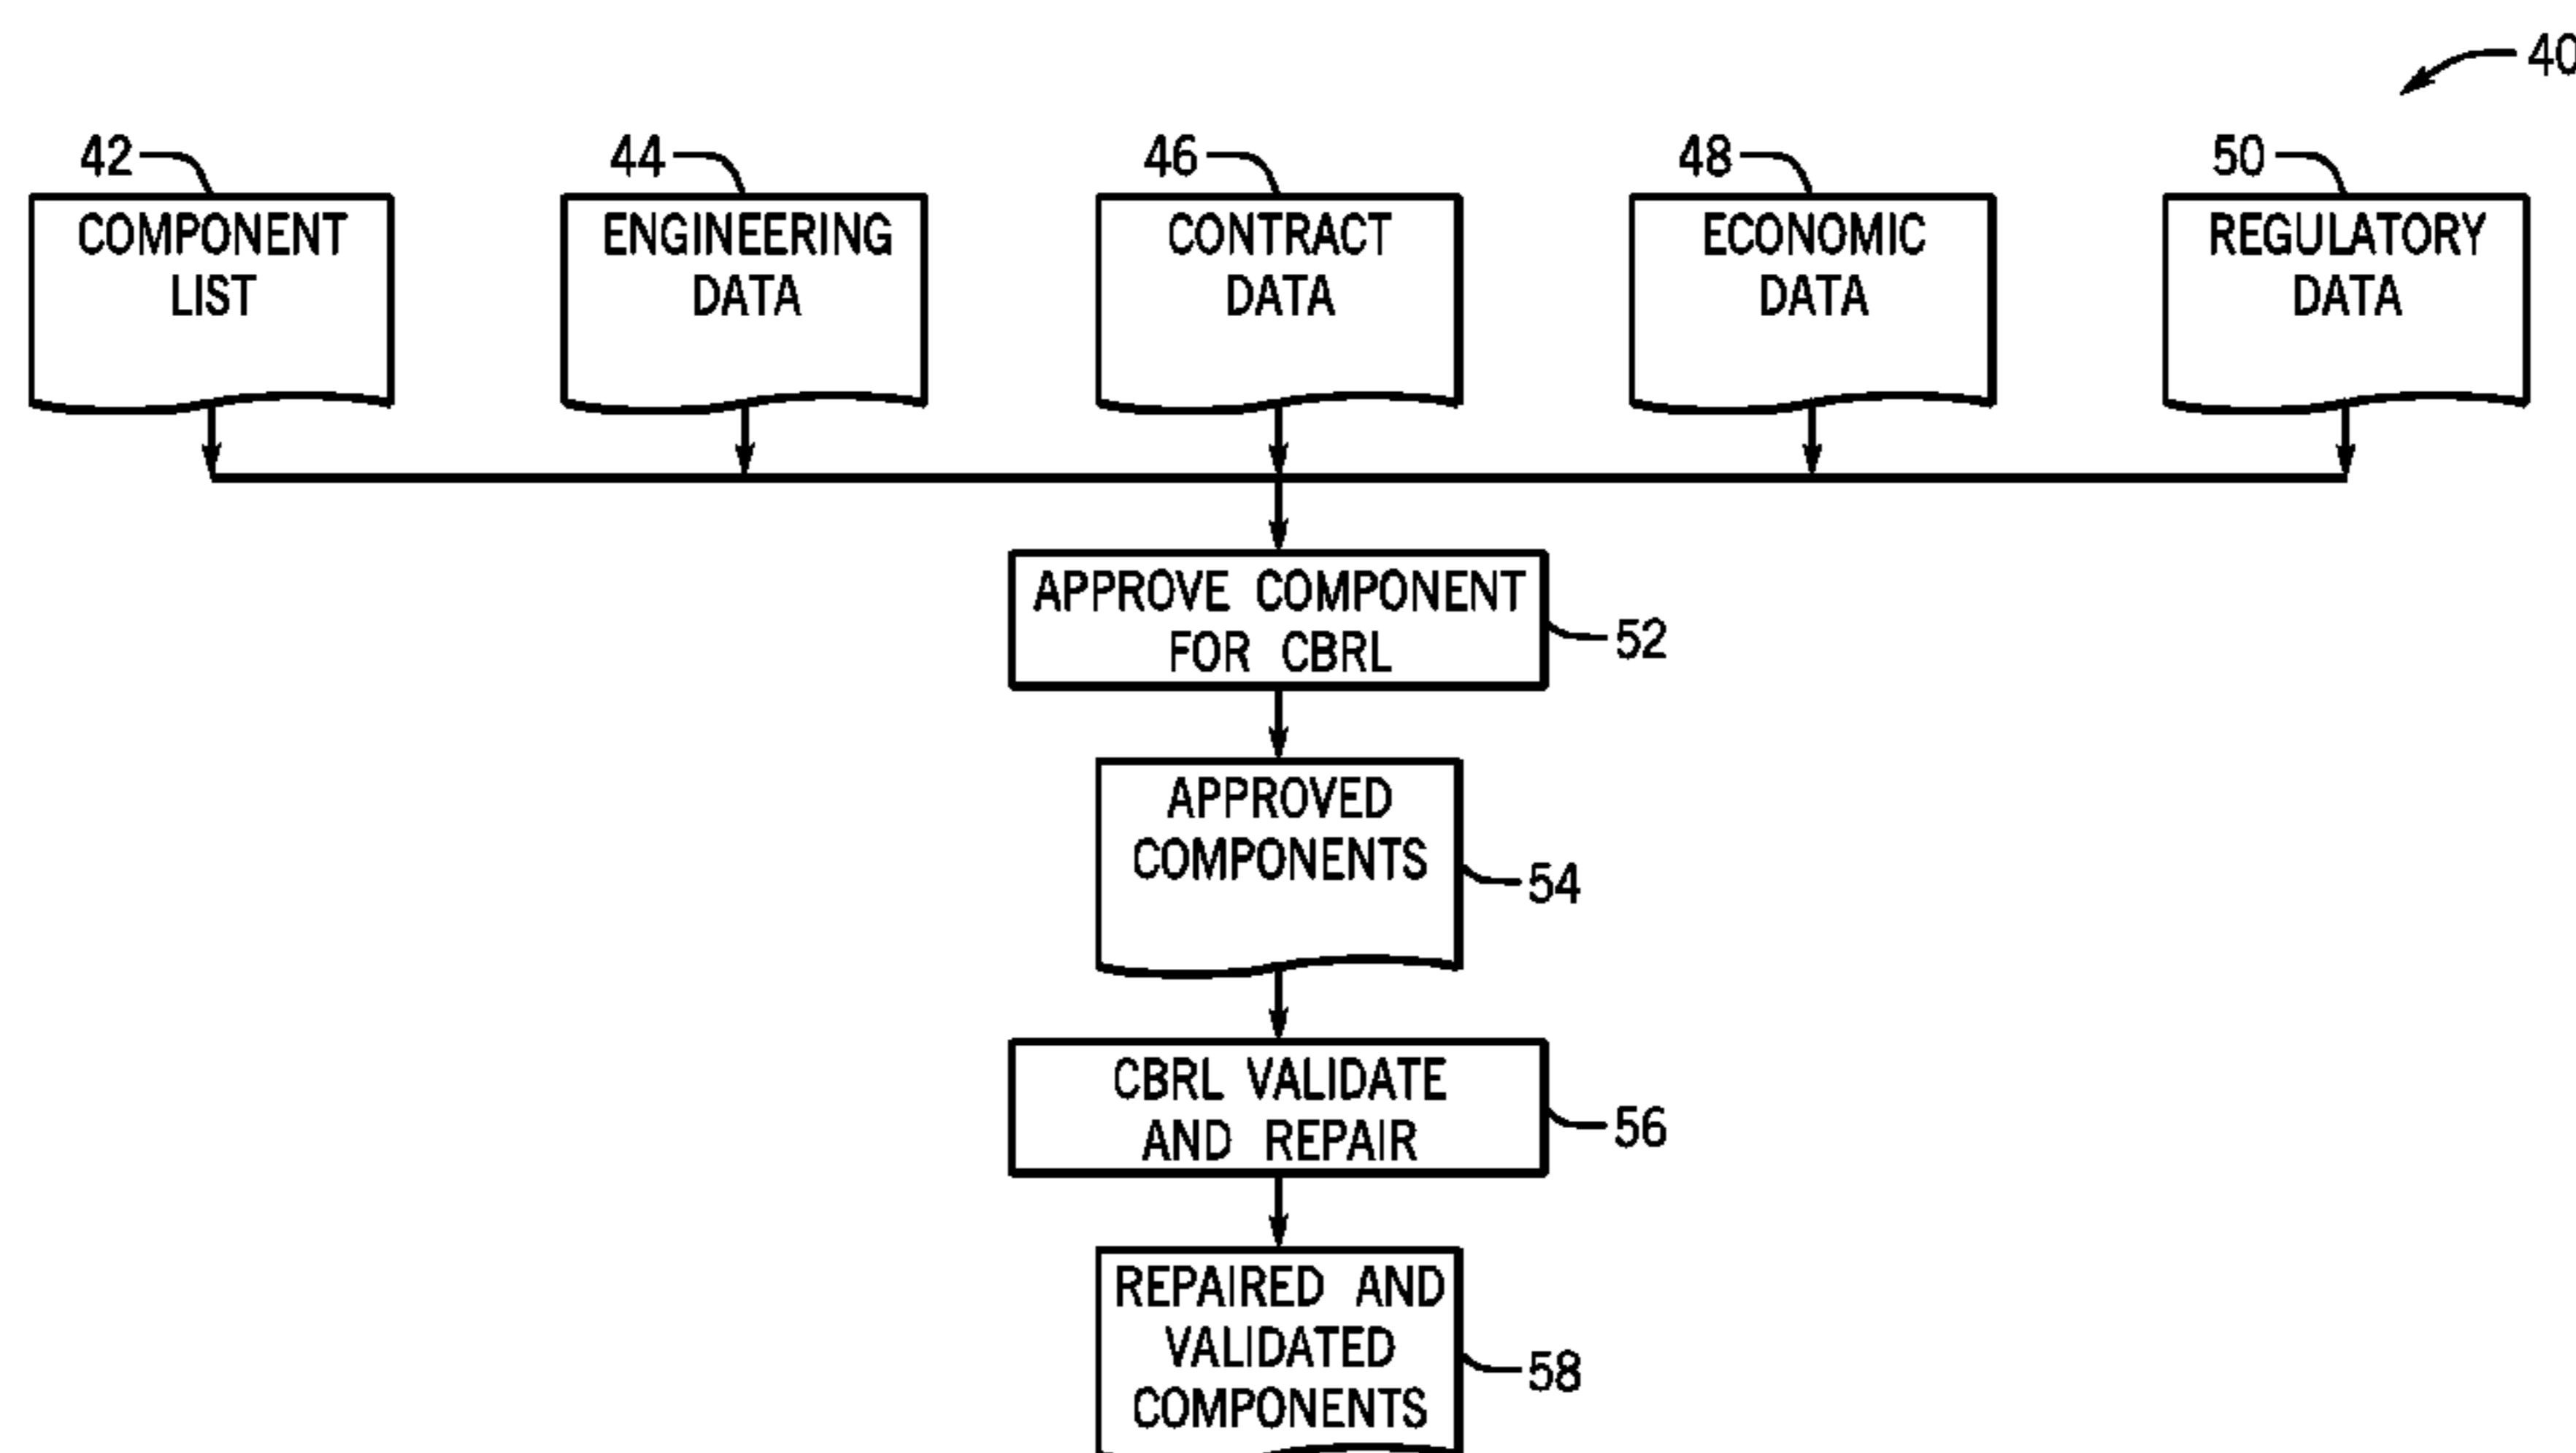 40
42
44
46
48
50
COMPONENT
LIST
ENGINEERING
DATA
CONTRACT
DATA
ECONOMIC
DATA
REGULATORY
DATA
APPROVE COMPONENT
FOR CBRL
52
APPROVED
COMPONENTS
54
CBRL VALIDATE
AND REPAIR
56
REPAIRED AND
VALIDATED
COMPONENTS
58